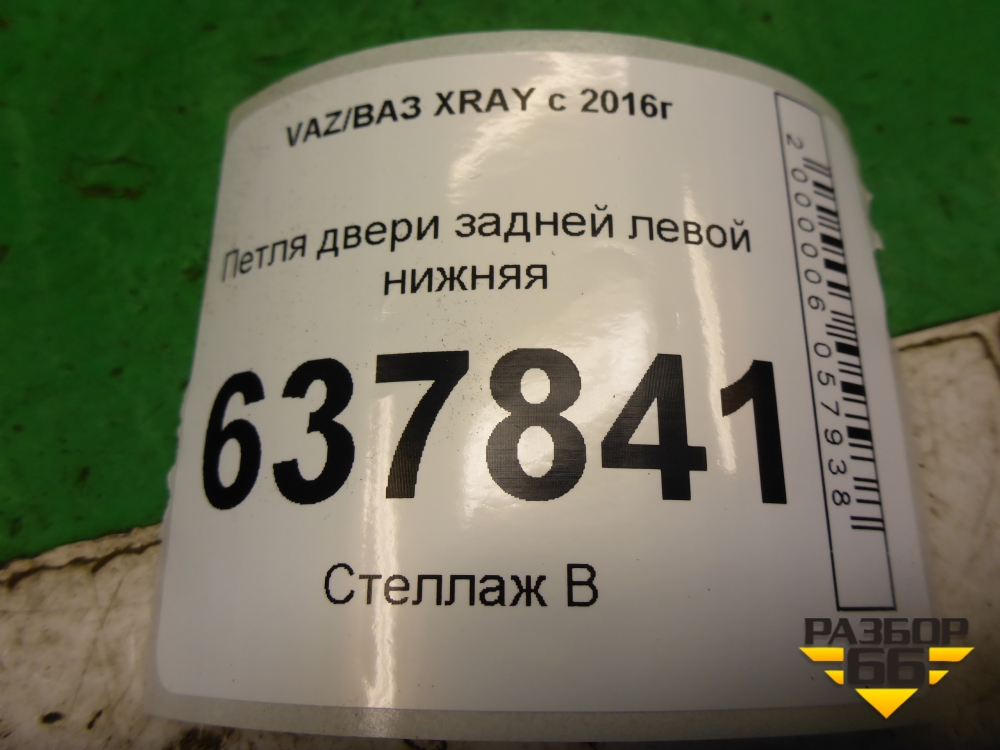 VAZ/ВАЗ XRAY с 2016г
Петля двери задней левой
нижняя
637841
Стеллаж В
2000006057938
РАЗБОР
66